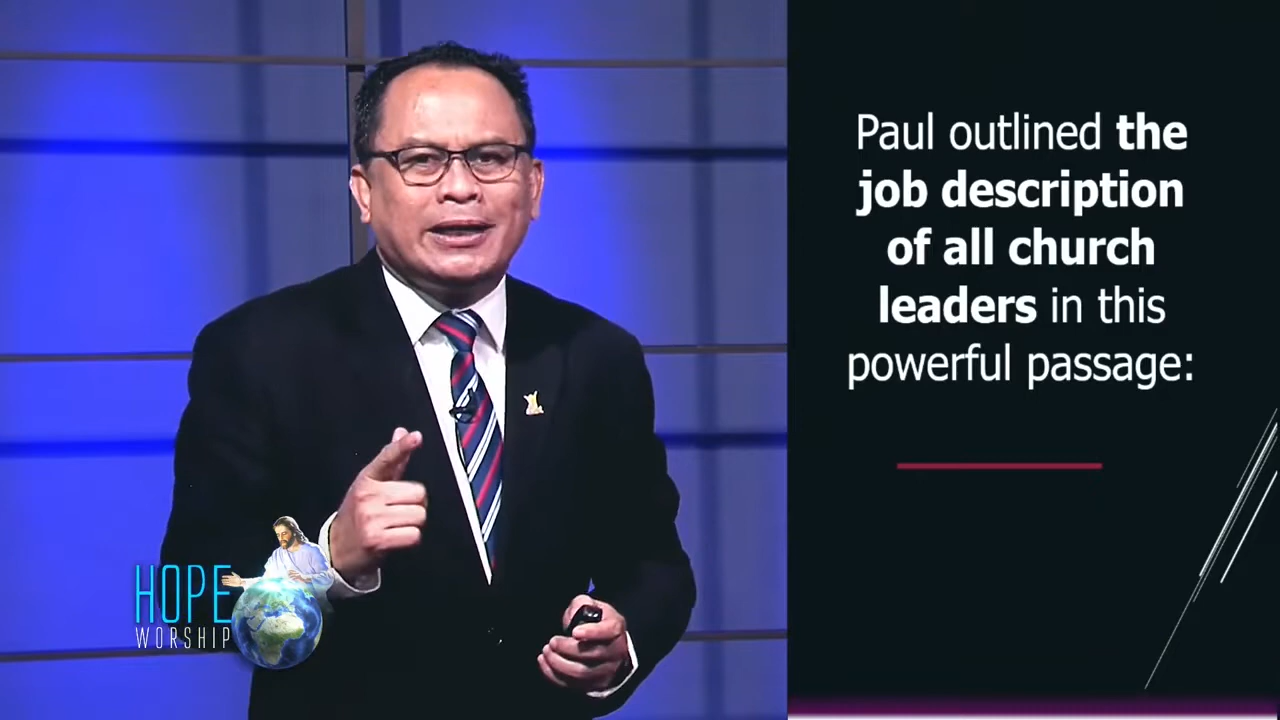 Paul outlined the
job description
of all church
leaders in this
powerful passage:
HOPE
WORSHIP